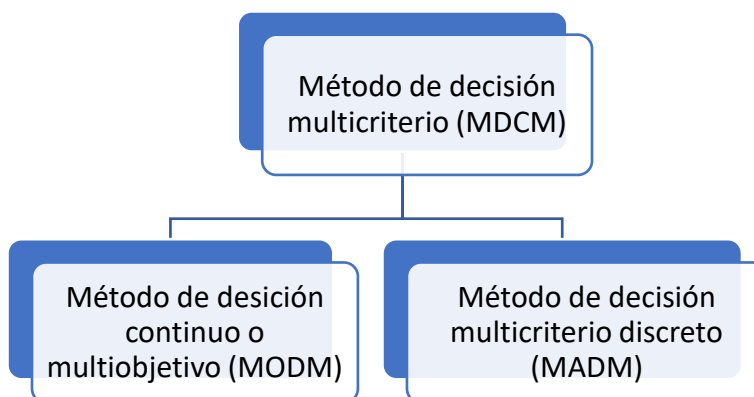 Método de decisión
multicriterio (MDCM)
Método de desición
continuo o
multiobjetivo (MODM)
Método de decisión
multicriterio discreto
(MADM)